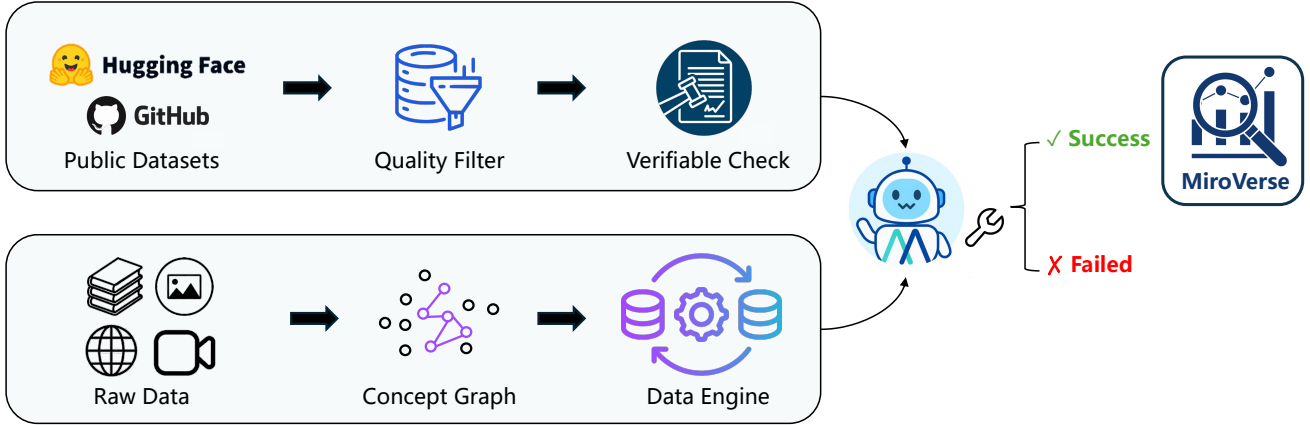 Hugging Face
GitHub
Public Datasets
Quality Filter
Verifiable Check
Raw Data
Concept Graph
Data Engine
✓ Success
✗ Failed
MiroVerse